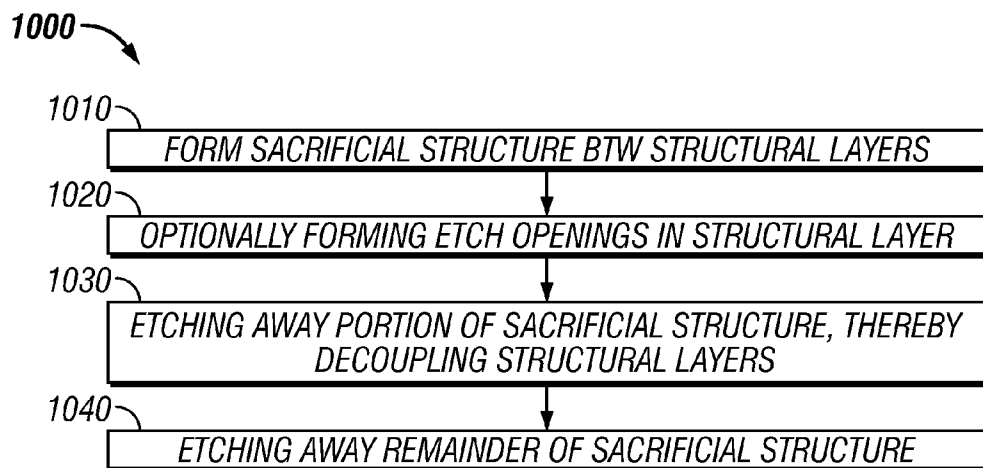 1000
1010
FORM SACRIFICIAL STRUCTURE BTW STRUCTURAL LAYERS
1020
OPTIONALLY FORMING ETCH OPENINGS IN STRUCTURAL LAYER
1030
ETCHING AWAY PORTION OF SACRIFICIAL STRUCTURE, THEREBY
DECOUPLING STRUCTURAL LAYERS
1040
ETCHING AWAY REMAINDER OF SACRIFICIAL STRUCTURE